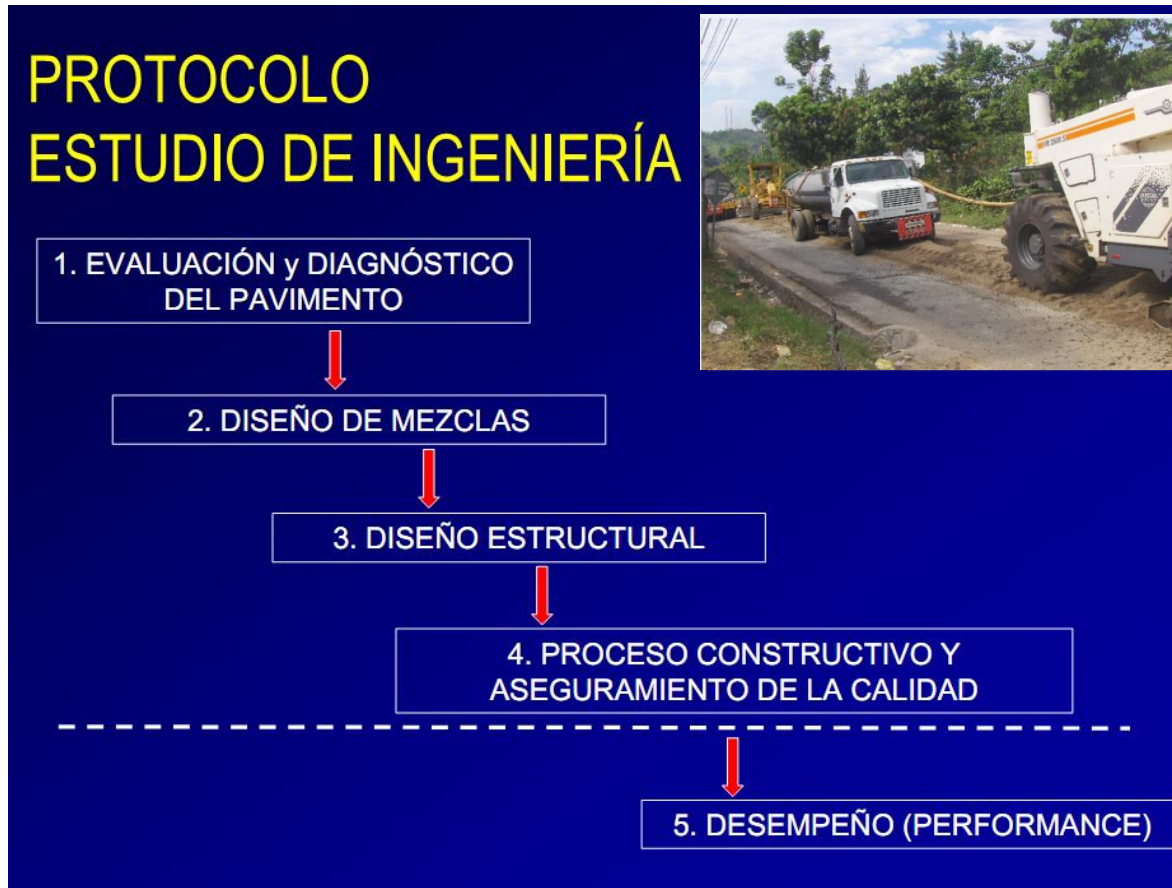 PROTOCOLO
ESTUDIO DE INGENIERÍA
1. EVALUACIÓN y DIAGNÓSTICO
DEL PAVIMENTO
2. DISEÑO DE MEZCLAS
3. DISEÑO ESTRUCTURAL
4. PROCESO CONSTRUCTIVO Y
ASEGURAMIENTO DE LA CALIDAD
5. DESEMPEÑO (PERFORMANCE)